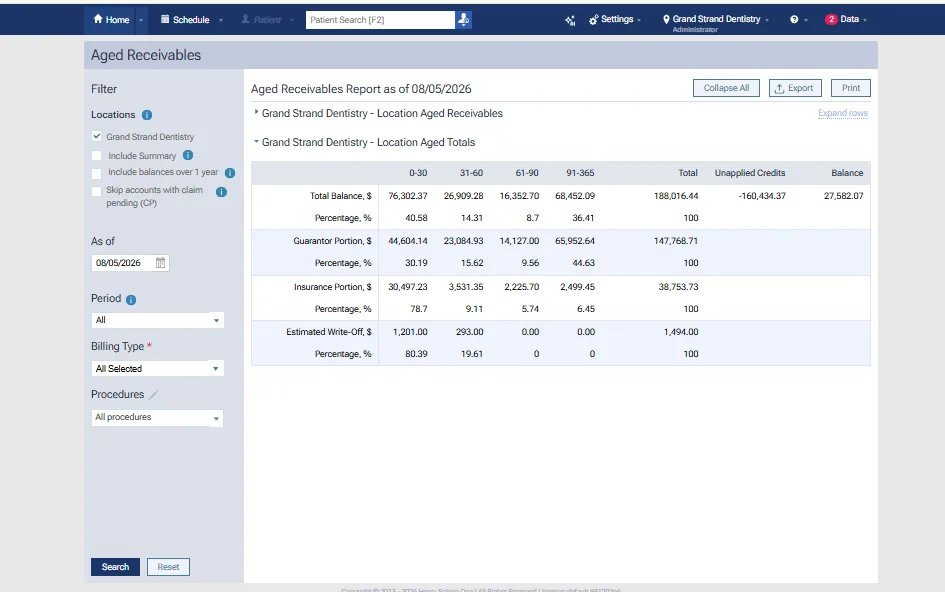 Home Schedule Patient Patient Search [F2] Settings Grand Strand Dentistry ? 2 Data
Administrator
Aged Receivables
Filter
Locations i
Grand Strand Dentistry
Include Summary i
Include balances over 1 year i
Skip accounts with claim i
pending (CP)
As of
08/05/2026
Period i
All
Billing Type *
All Selected
Procedures
All procedures
Search Reset
Aged Receivables Report as of 08/05/2026 Collapse All Export Print
Grand Strand Dentistry - Location Aged Receivables Expand rows
Grand Strand Dentistry - Location Aged Totals
0-30 31-60 61-90 91-365 Total Unapplied Credits Balance
Total Balance, $ 76,302.37 26,909.28 16,352.70 68,452.09 188,016.44 -160,434.37 27,582.07
Percentage, % 40.58 14.31 8.7 36.41 100
Guarantor Portion, $ 44,604.14 23,084.93 14,127.00 65,952.64 147,768.71
Percentage, % 30.19 15.62 9.56 44.63 100
Insurance Portion, $ 30,497.23 3,531.35 2,225.70 2,499.45 38,753.73
Percentage, % 78.7 9.11 5.74 6.45 100
Estimated Write-Off, $ 1,201.00 293.00 0.00 0.00 1,494.00
Percentage, % 80.39 19.61 0 0 100